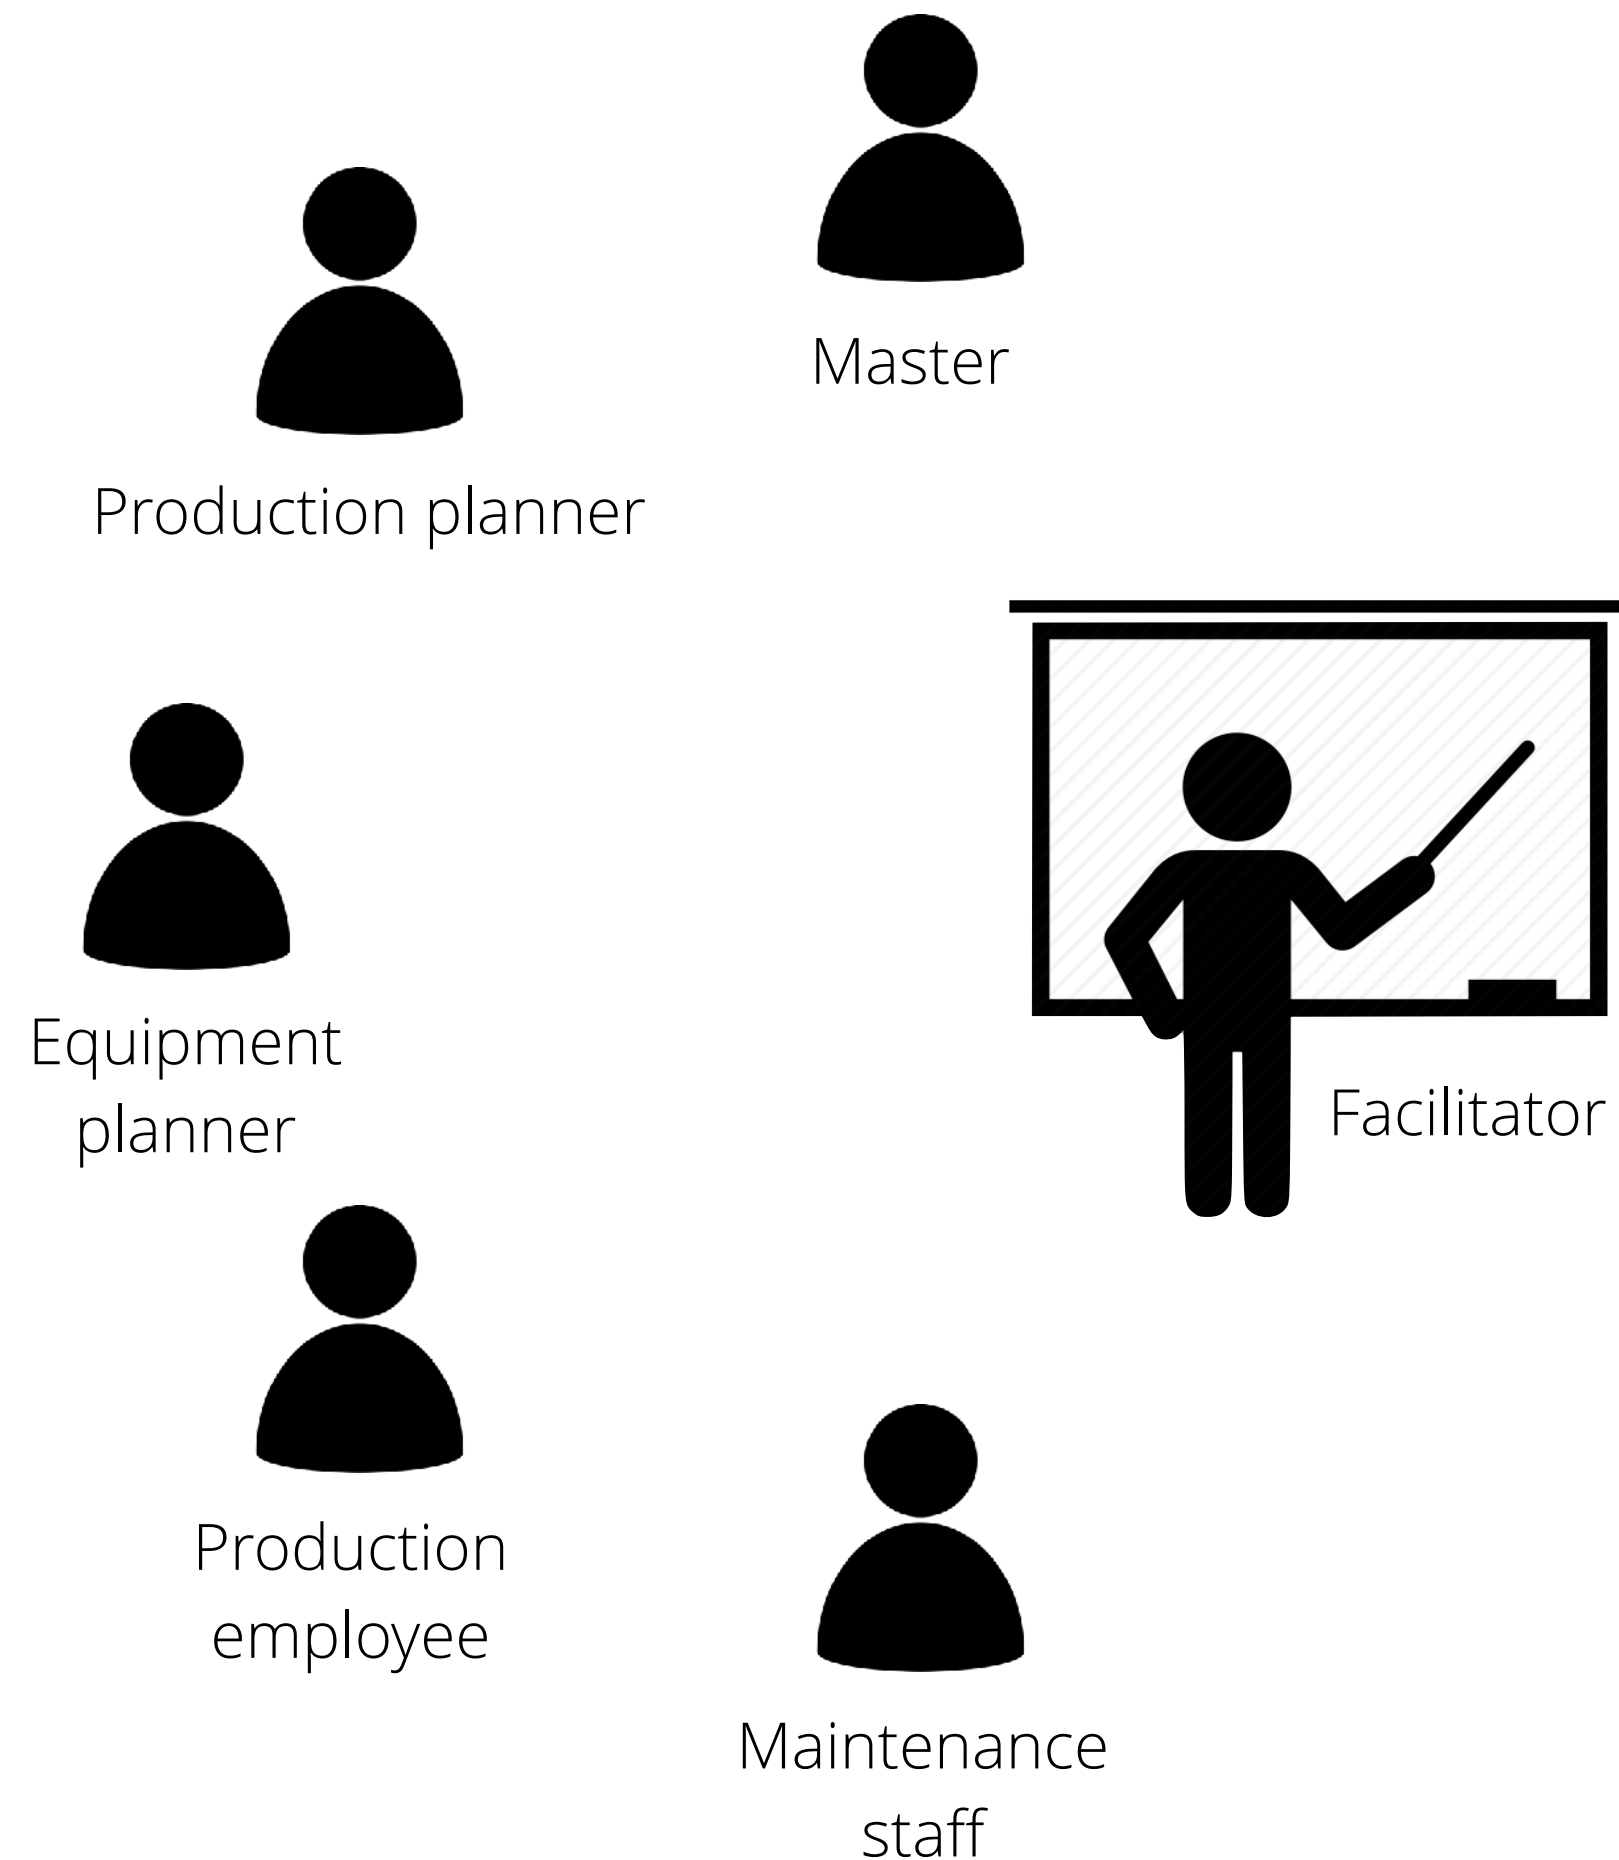 Master
Production planner
Equipment
planner
Facilitator
Production
employee
Maintenance
staff